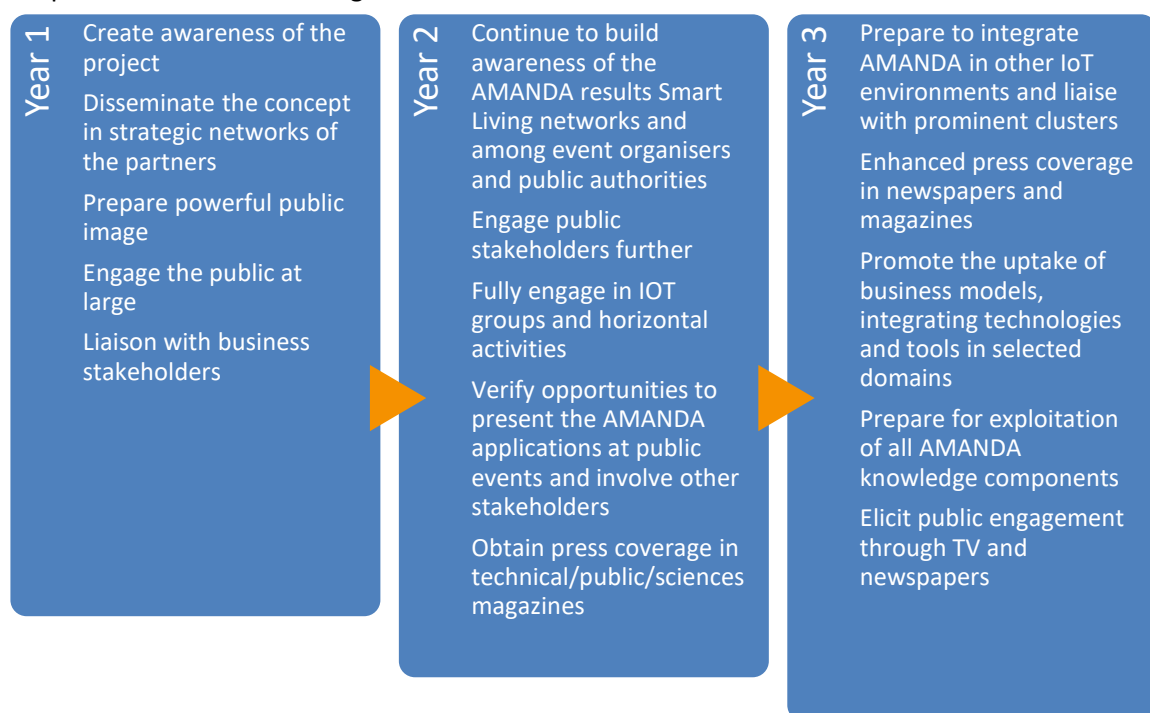 Year 1
Create awareness of the
project
Disseminate the concept
in strategic networks of
the partners
Prepare powerful public
image
Engage the public at
large
Liaison with business
stakeholders
Year 2
Continue to build
awareness of the
AMANDA results Smart
Living networks and
among event organisers
and public authorities
Engage public
stakeholders further
Fully engage in IOT
groups and horizontal
activities
Verify opportunities to
present the AMANDA
applications at public
events and involve other
stakeholders
Obtain press coverage in
technical/public/sciences
magazines
Year 3
Prepare to integrate
AMANDA in other IoT
environments and liaise
with prominent clusters
Enhanced press coverage
in newspapers and
magazines
Promote the uptake of
business models,
integrating technologies
and tools in selected
domains
Prepare for exploitation
of all AMANDA
knowledge components
Elicit public engagement
through TV and
newspapers